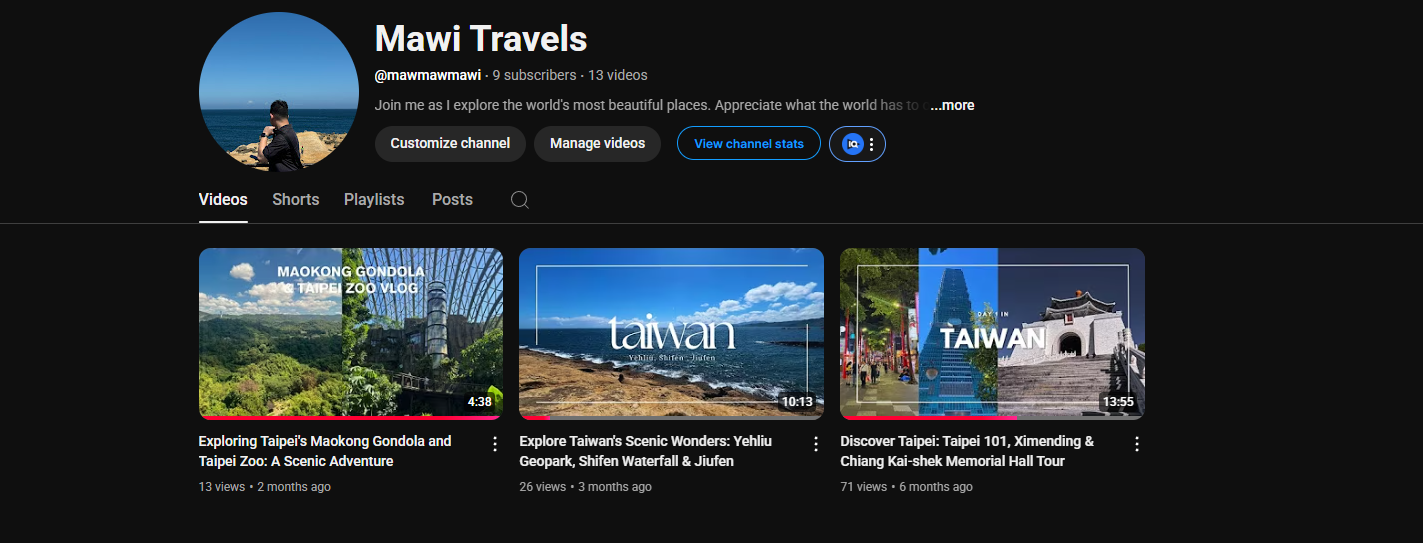 Mawi Travels
@mawmawmawi · 9 subscribers · 13 videos
Join me as I explore the world's most beautiful places. Appreciate what the world has to ...more
Customize channel
Manage videos
View channel stats
IQ
Videos
Shorts
Playlists
Posts
MAOKONG GONDOLA
& TAIPEI ZOO VLOG
4:38
taiwan
Yehliu, Shifen, Jiufen
10:13
DAY 1 IN
TAIWAN
13:55
Exploring Taipei's Maokong Gondola and
Taipei Zoo: A Scenic Adventure
13 views • 2 months ago
Explore Taiwan's Scenic Wonders: Yehliu
Geopark, Shifen Waterfall & Jiufen
26 views • 3 months ago
Discover Taipei: Taipei 101, Ximending &
Chiang Kai-shek Memorial Hall Tour
71 views • 6 months ago